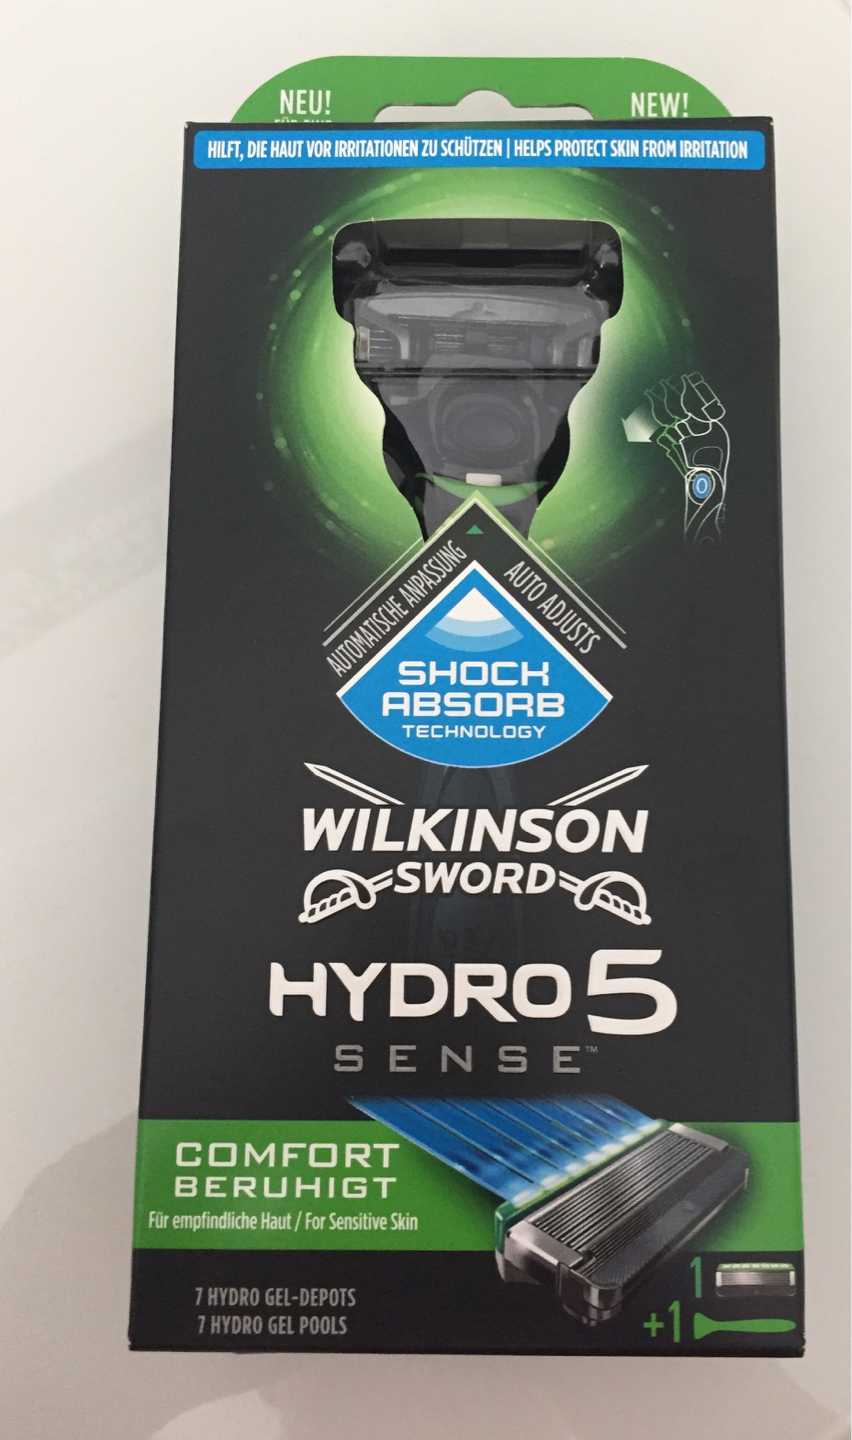 NEU!
NEW!
HILFT, DIE HAUT VOR IRRITATIONEN ZU SCHÜTZEN | HELPS PROTECT SKIN FROM IRRITATION
AUTOMATISCHE ANPASSUNG
AUTO ADJUSTS
SHOCK
ABSORB
TECHNOLOGY
WILKINSON
SWORD
HYDRO 5
SENSE™
COMFORT
BERUHIGT
Für empfindliche Haut / For Sensitive Skin
7 HYDRO GEL-DEPOTS
7 HYDRO GEL POOLS
1
+1